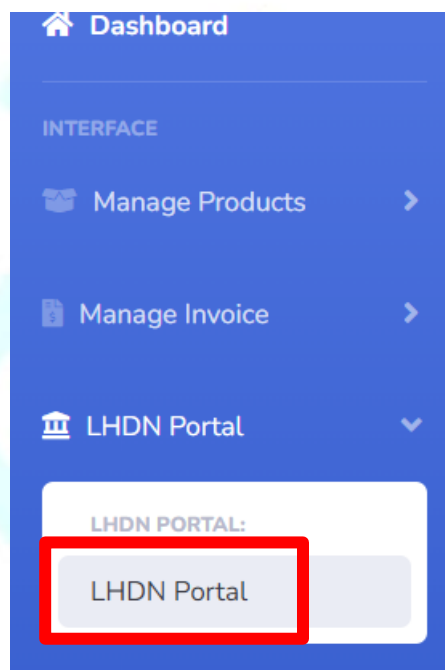 Dashboard
INTERFACE
Manage Products
Manage Invoice
LHDN Portal
LHDN PORTAL:
LHDN Portal